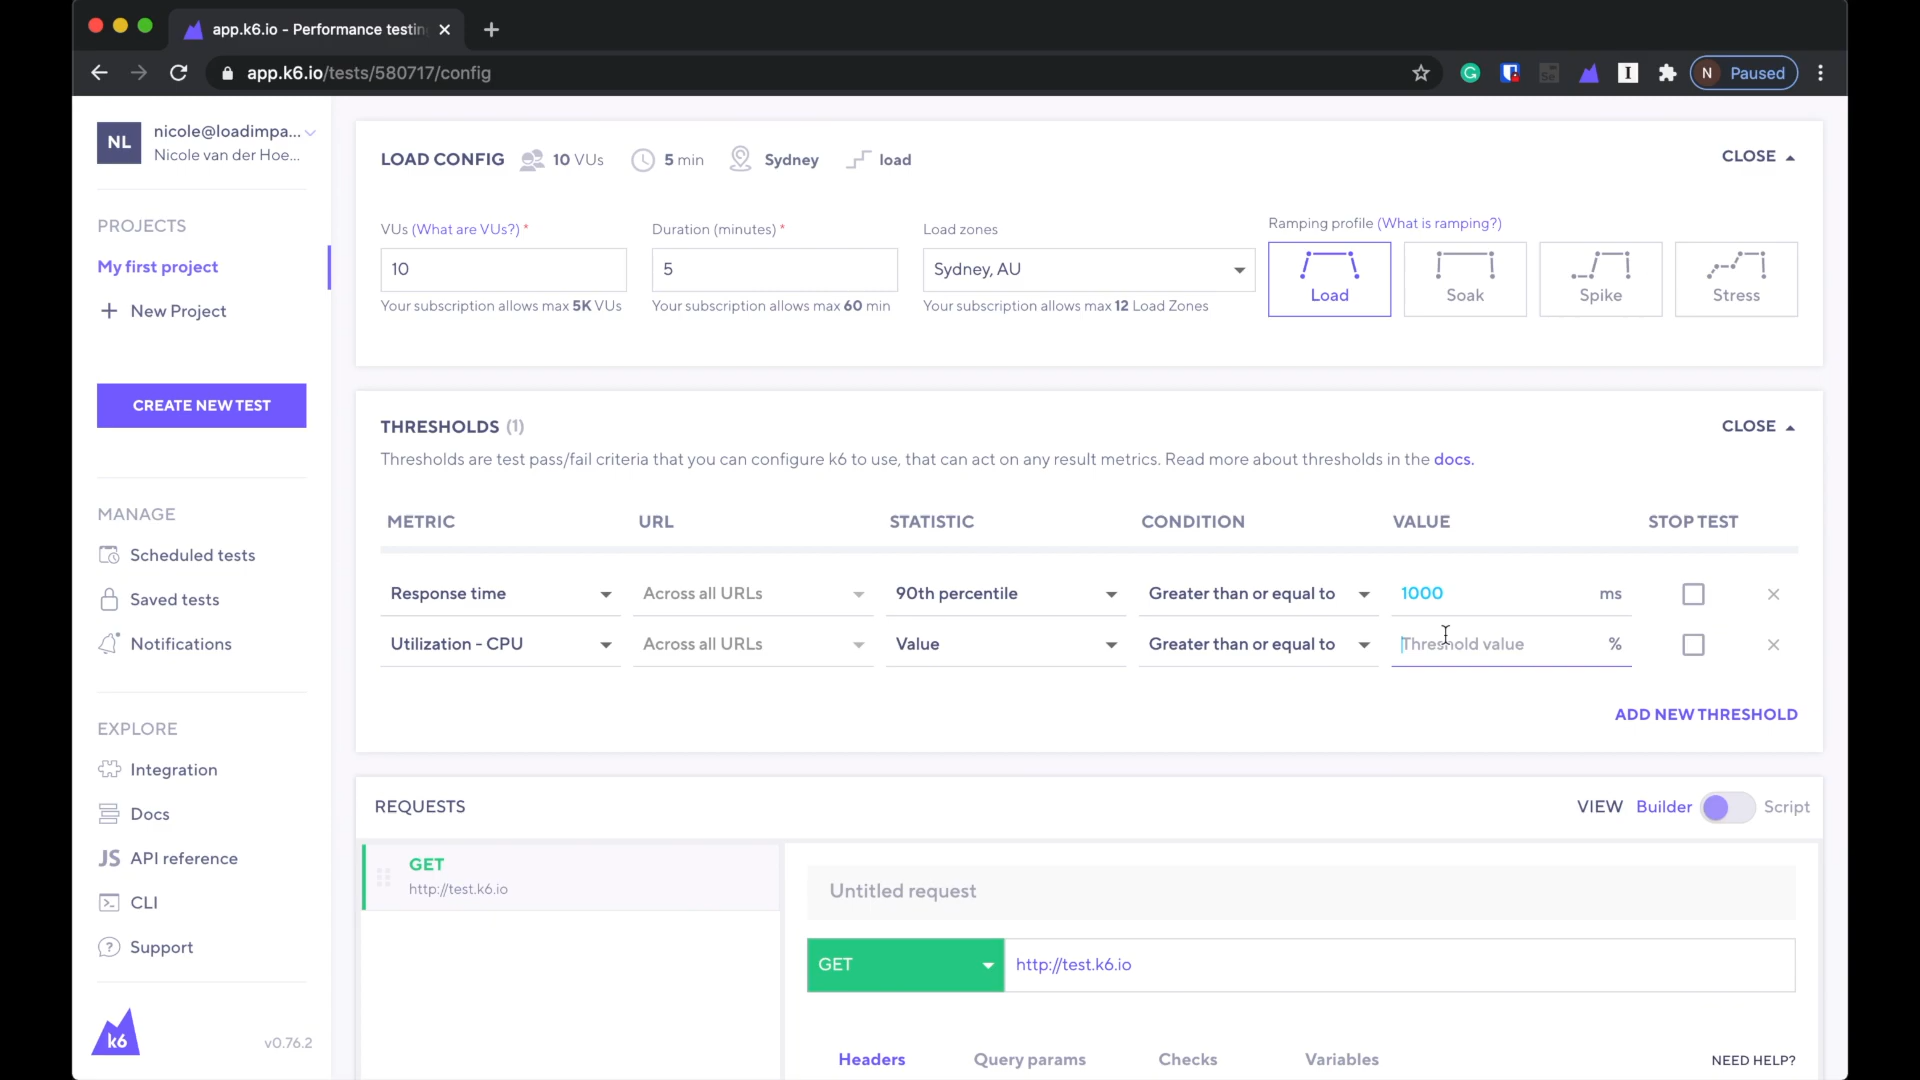 app.k6.io - Performance testin
app.k6.io/tests/580717/config
N Paused
NL
nicole@loadimpa...
Nicole van der Hoe...
PROJECTS
My first project
New Project
CREATE NEW TEST
MANAGE
Scheduled tests
Saved tests
Notifications
EXPLORE
Integration
Docs
JS API reference
CLI
Support
k6
v0.76.2
LOAD CONFIG 10 VUs 5 min Sydney load
CLOSE
VUs (What are VUs?) *
10
Your subscription allows max 5K VUs
Duration (minutes) *
5
Your subscription allows max 60 min
Load zones
Sydney, AU
Your subscription allows max 12 Load Zones
Ramping profile (What is ramping?)
Load
Soak
Spike
Stress
THRESHOLDS (1)
CLOSE
Thresholds are test pass/fail criteria that you can configure k6 to use, that can act on any result metrics. Read more about thresholds in the docs.
METRIC URL STATISTIC CONDITION VALUE STOP TEST
Response time Across all URLs 90th percentile Greater than or equal to 1000 ms
Utilization - CPU Across all URLs Value Greater than or equal to Threshold value %
ADD NEW THRESHOLD
REQUESTS
VIEW Builder Script
GET
http://test.k6.io
Untitled request
GET http://test.k6.io
Headers Query params Checks Variables
NEED HELP?